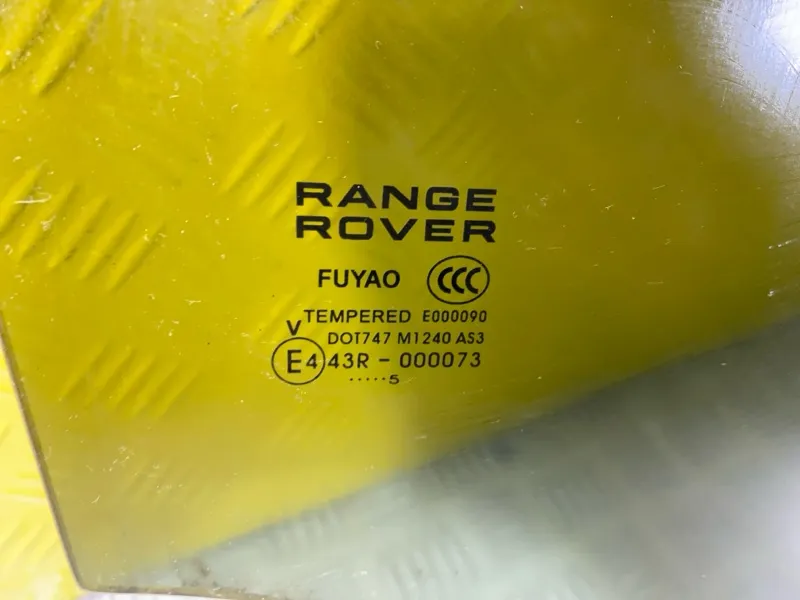 RANGE
ROVER
FUYAO CCC
TEMPERED E000090
V
DOT747 M1240 AS3
E4 43R - 000073
.....5